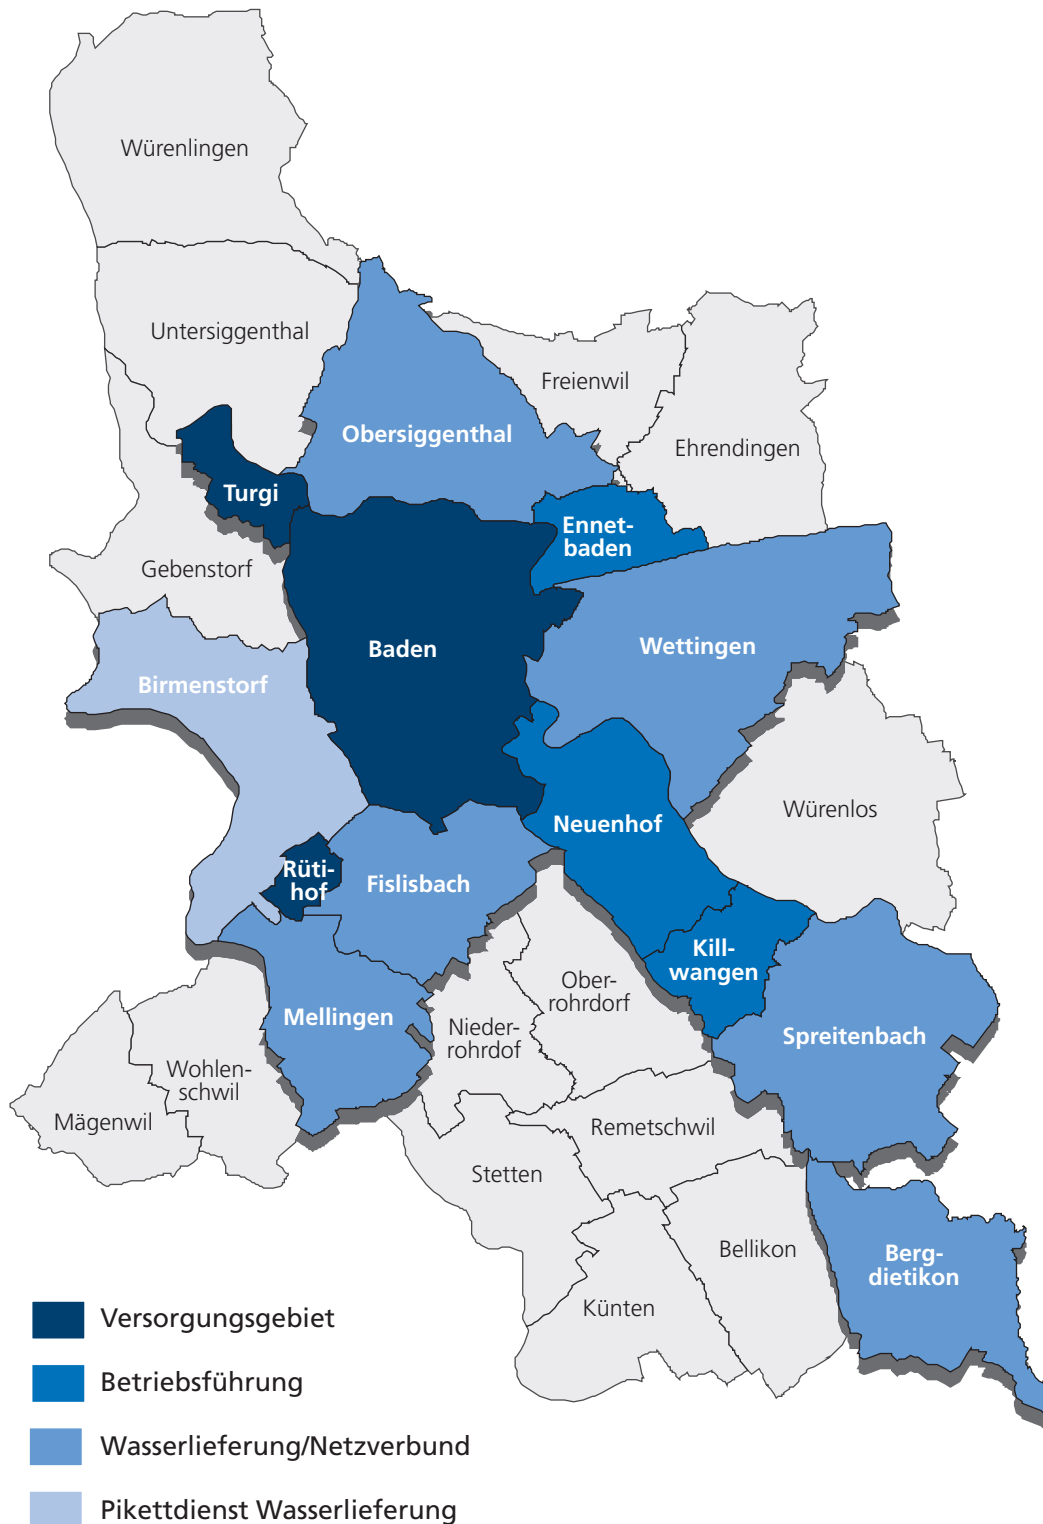 Würenlingen
Untersiggenthal
Freienwil
Obersiggenthal
Ehrendingen
Turgi
Ennet-
baden
Gebenstorf
Baden
Wettingen
Birmenstorf
Würenlos
Neuenhof
Rüti-
hof
Fislisbach
Kill-
wangen
Ober-
rohrdorf
Mellingen
Nieder-
rohrdof
Spreitenbach
Wohlen-
schwil
Mägenwil
Remetschwil
Stetten
Bellikon
Berg-
dietikon
Künten
Versorgungsgebiet
Betriebsführung
Wasserlieferung/Netzverbund
Pikettdienst Wasserlieferung